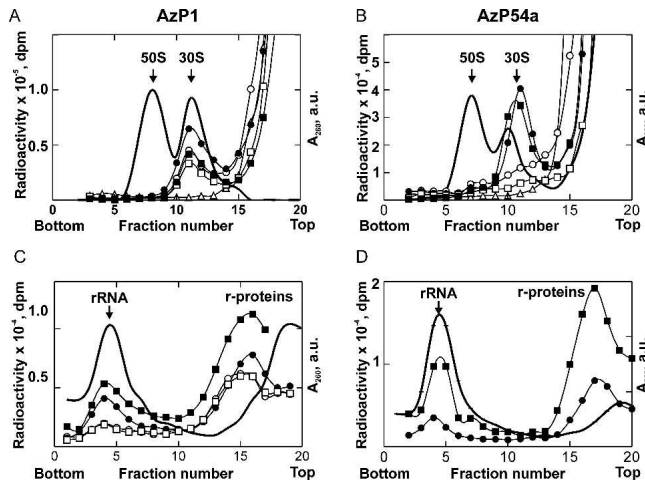 A AzP1 B AzP54a
50S 30S 50S 30S
Radioactivity x 10⁻⁵, dpm
1.0
0.5
A₂₆₀, a.u.
0 5 10 15 20
Bottom Fraction number Top
Radioactivity x 10⁻⁴, dpm
5
4
3
2
1
0 5 10 15 20
Bottom Fraction number Top
C D
rRNA r-proteins
Radioactivity x 10⁻⁴, dpm
1.0
0.5
A₂₆₀, a.u.
0 5 10 15 20
Bottom Fraction number Top
rRNA r-proteins
Radioactivity x 10⁻⁴, dpm
2
1
0 5 10 15 20
Bottom Fraction number Top